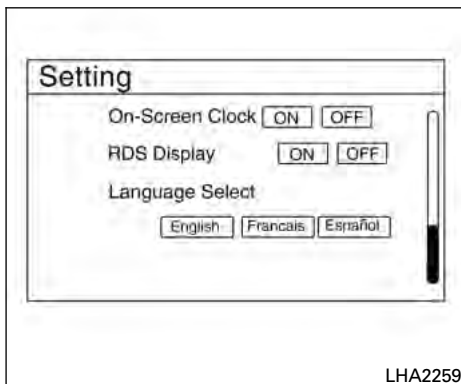 Setting
On-Screen Clock ON OFF
RDS Display ON OFF
Language Select
English Francais Español
LHA2259